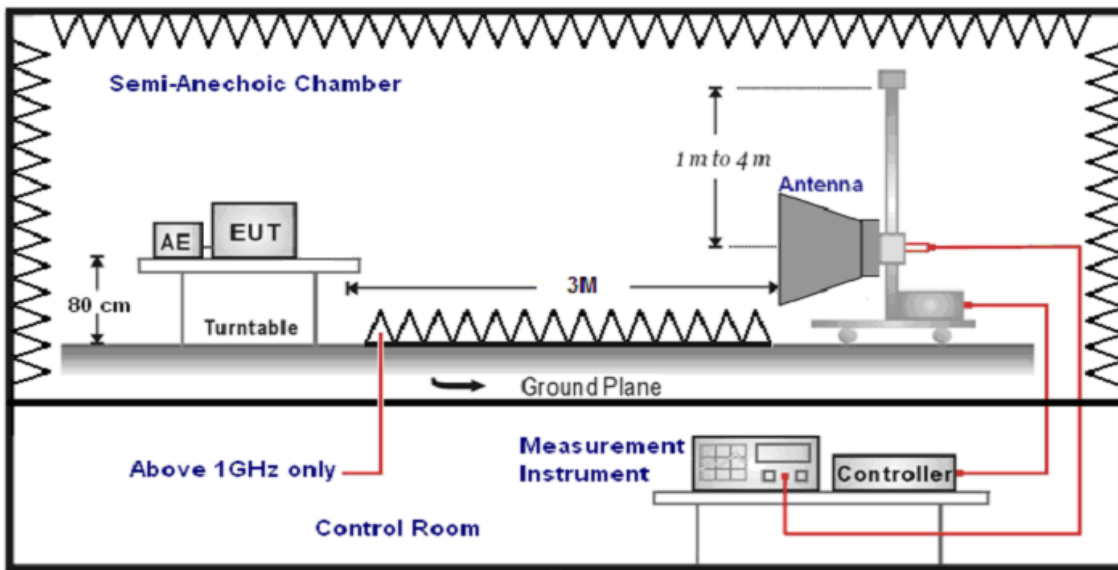 Semi-Anechoic Chamber
1 m to 4 m
Antenna
AE
EUT
3M
80 cm
Turntable
Ground Plane
Above 1GHz only
Measurement
Instrument
Controller
Control Room